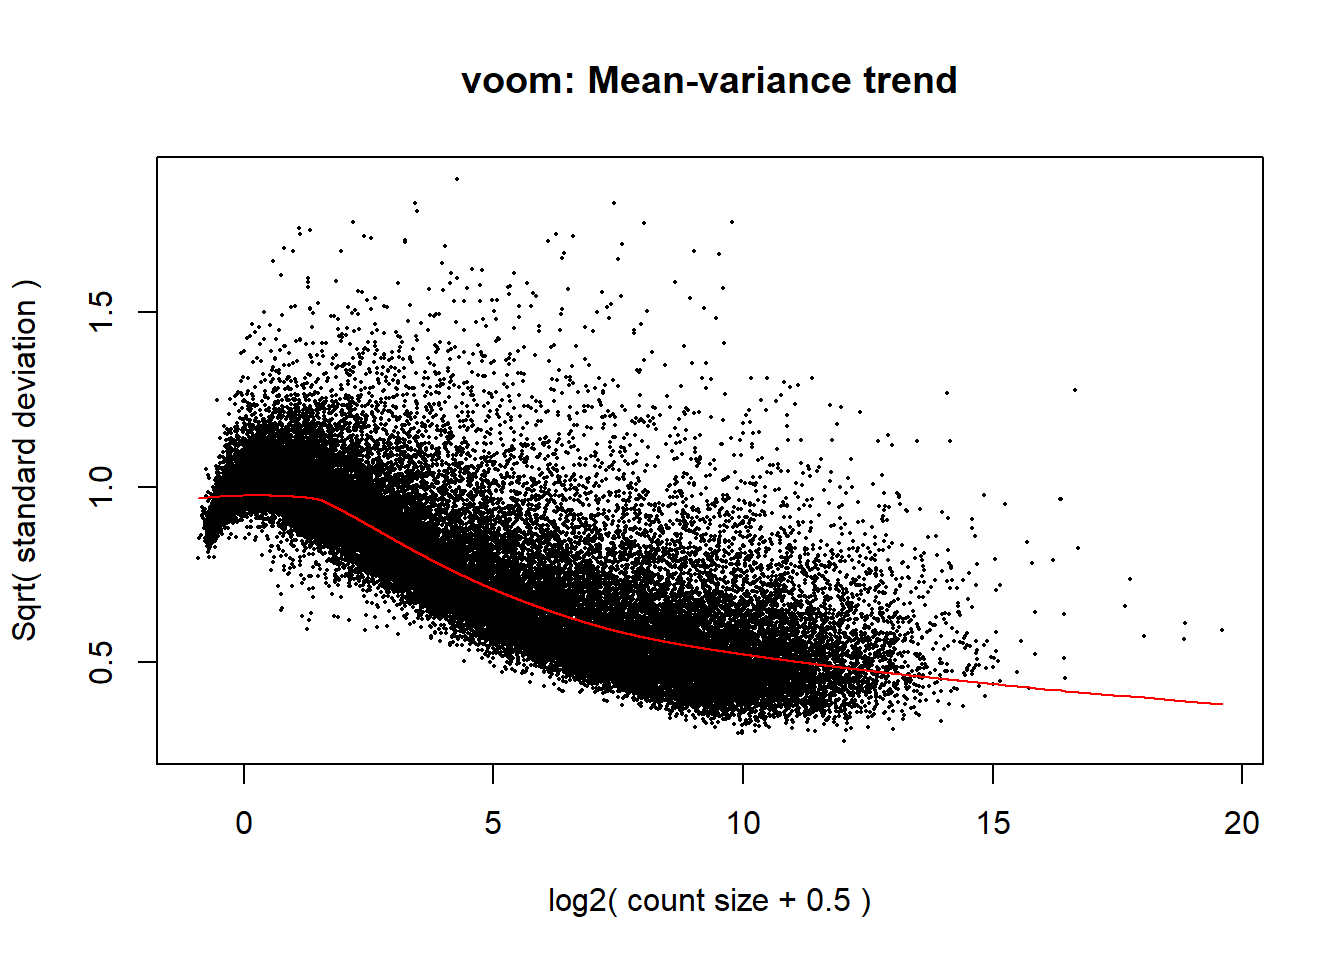 voom: Mean-variance trend
Sqrt( standard deviation )
1.5
1.0
0.5
0 5 10 15 20
log2( count size + 0.5 )